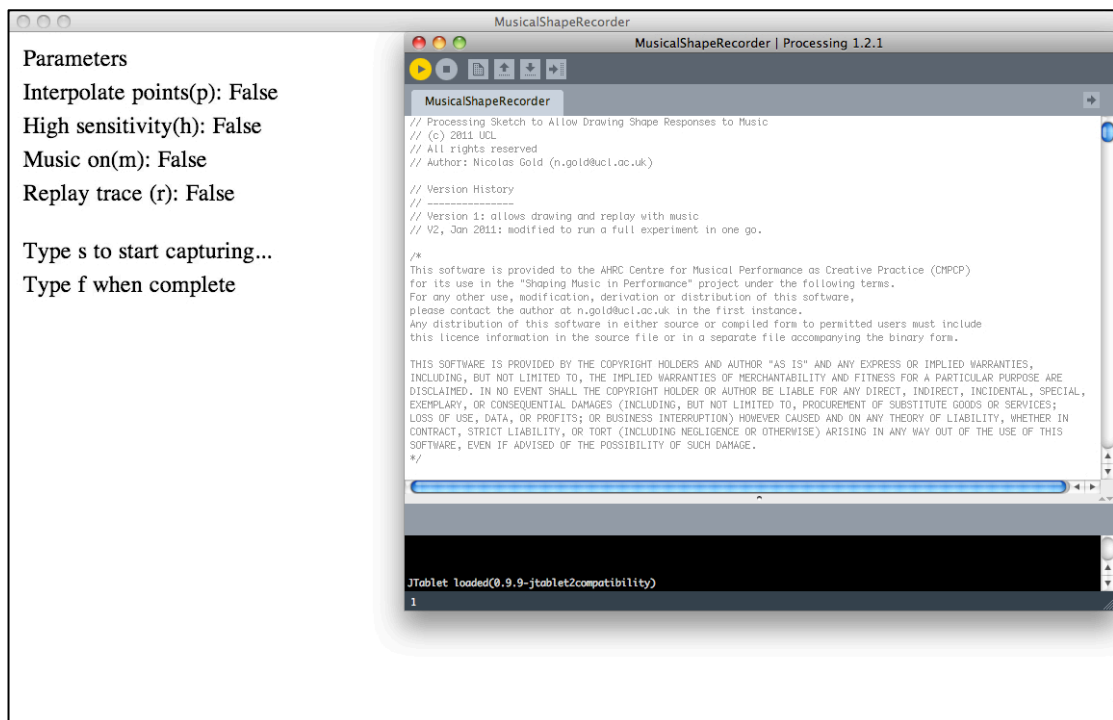 MusicalShapeRecorder
Parameters
Interpolate points(p): False
High sensitivity(h): False
Music on(m): False
Replay trace (r): False
Type s to start capturing...
Type f when complete
MusicalShapeRecorder | Processing 1.2.1
MusicalShapeRecorder
// Processing Sketch to Allow Drawing Shape Responses to Music
// (c) 2011 UCL
// All rights reserved
// Author: Nicolas Gold (n.gold@ucl.ac.uk)
// Version History
// ---------------
// Version 1: allows drawing and replay with music
// V2, Jan 2011: modified to run a full experiment in one go.
/*
This software is provided to the AHRC Centre for Musical Performance as Creative Practice (CMPCP)
for its use in the "Shaping Music in Performance" project under the following terms.
For any other use, modification, derivation or distribution of this software,
please contact the author at n.gold@ucl.ac.uk in the first instance.
Any distribution of this software in either source or compiled form to permitted users must include
this licence information in the source file or in a separate file accompanying the binary form.
THIS SOFTWARE IS PROVIDED BY THE COPYRIGHT HOLDERS AND AUTHOR "AS IS" AND ANY EXPRESS OR IMPLIED WARRANTIES,
INCLUDING, BUT NOT LIMITED TO, THE IMPLIED WARRANTIES OF MERCHANTABILITY AND FITNESS FOR A PARTICULAR PURPOSE ARE
DISCLAIMED. IN NO EVENT SHALL THE COPYRIGHT HOLDER OR AUTHOR BE LIABLE FOR ANY DIRECT, INDIRECT, INCIDENTAL, SPECIAL,
EXEMPLARY, OR CONSEQUENTIAL DAMAGES (INCLUDING, BUT NOT LIMITED TO, PROCUREMENT OF SUBSTITUTE GOODS OR SERVICES;
LOSS OF USE, DATA, OR PROFITS; OR BUSINESS INTERRUPTION) HOWEVER CAUSED AND ON ANY THEORY OF LIABILITY, WHETHER IN
CONTRACT, STRICT LIABILITY, OR TORT (INCLUDING NEGLIGENCE OR OTHERWISE) ARISING IN ANY WAY OUT OF THE USE OF THIS
SOFTWARE, EVEN IF ADVISED OF THE POSSIBILITY OF SUCH DAMAGE.
*/
JTablet loaded(0.9.9-jtablet2compatibility)
1